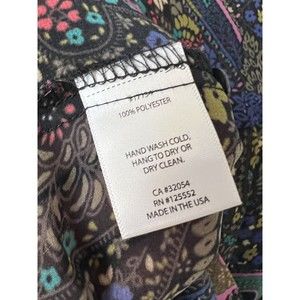 100% POLYESTER
HAND WASH COLD,
HANG TO DRY OR
DRY CLEAN.
CA #32054
RN #125552
MADE IN THE USA